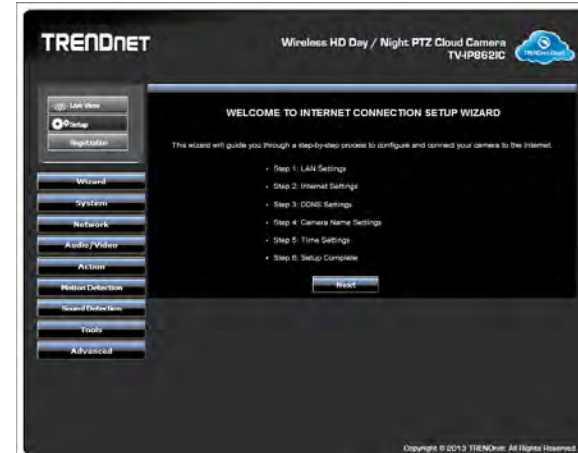 TRENDnet
Wireless HD Day / Night PTZ Cloud Camera
TV-IP862IC
TRENDnet Cloud
Live View
Setup
Registration
WELCOME TO INTERNET CONNECTION SETUP WIZARD
This wizard will guide you through a step-by-step process to configure and connect your camera to the Internet.
• Step 1: LAN Settings
• Step 2: Internet Settings
• Step 3: DDNS Settings
• Step 4: Camera Name Settings
• Step 5: Time Settings
• Step 6: Setup Complete
Next
Wizard
System
Network
Audio/Video
Action
Motion Detection
Sound Detection
Tools
Advanced
Copyright © 2013 TRENDnet. All Rights Reserved.